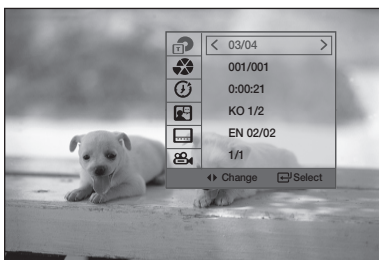 T
< 03/04 >
001/001
0:00:21
KO 1/2
EN 02/02
1/1
Change Select